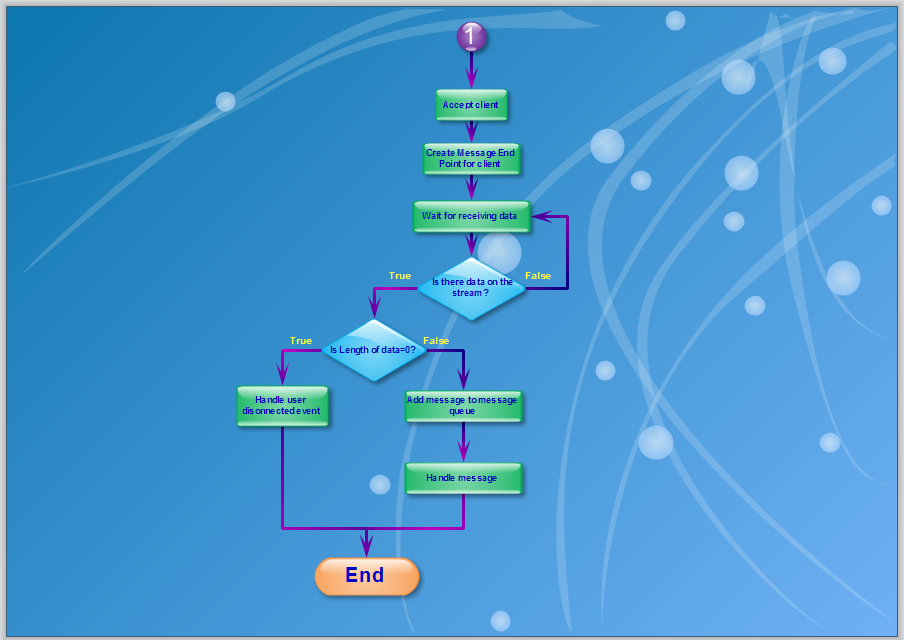 1
Accept client
Create Message End
Point for client
Wait for receiving data
Is there data on the
stream ?
True
False
Is Length of data=0?
True
False
Handle user
disonnected event
Add message to message
queue
Handle message
End